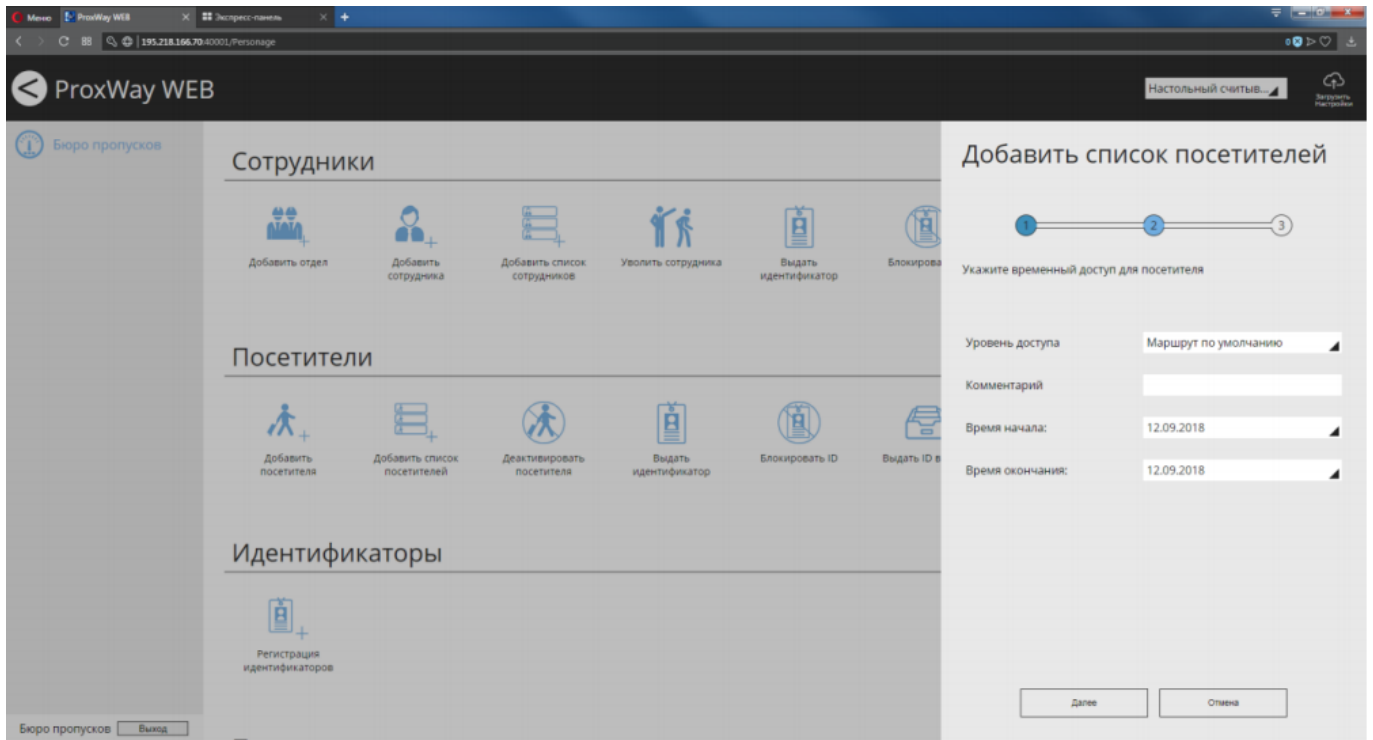 Меню
ProxWay WEB
Экспресс-панель
195.218.166.70:40001/Personage
0
ProxWay WEB
Настольный считыв...
Загрузить
Настройки
Бюро пропусков
Сотрудники
Добавить отдел
Добавить
сотрудника
Добавить список
сотрудников
Уволить сотрудника
Выдать
идентификатор
Блокирова
Посетители
Добавить
посетителя
Добавить список
посетителей
Деактивировать
посетителя
Выдать
идентификатор
Блокировать ID
Выдать ID в
Идентификаторы
Регистрация
идентификаторов
Добавить список посетителей
1
2
3
Укажите временный доступ для посетителя
Уровень доступа
Маршрут по умолчанию
Комментарий
Время начала:
12.09.2018
Время окончания:
12.09.2018
Далее
Отмена
Бюро пропусков
Выход